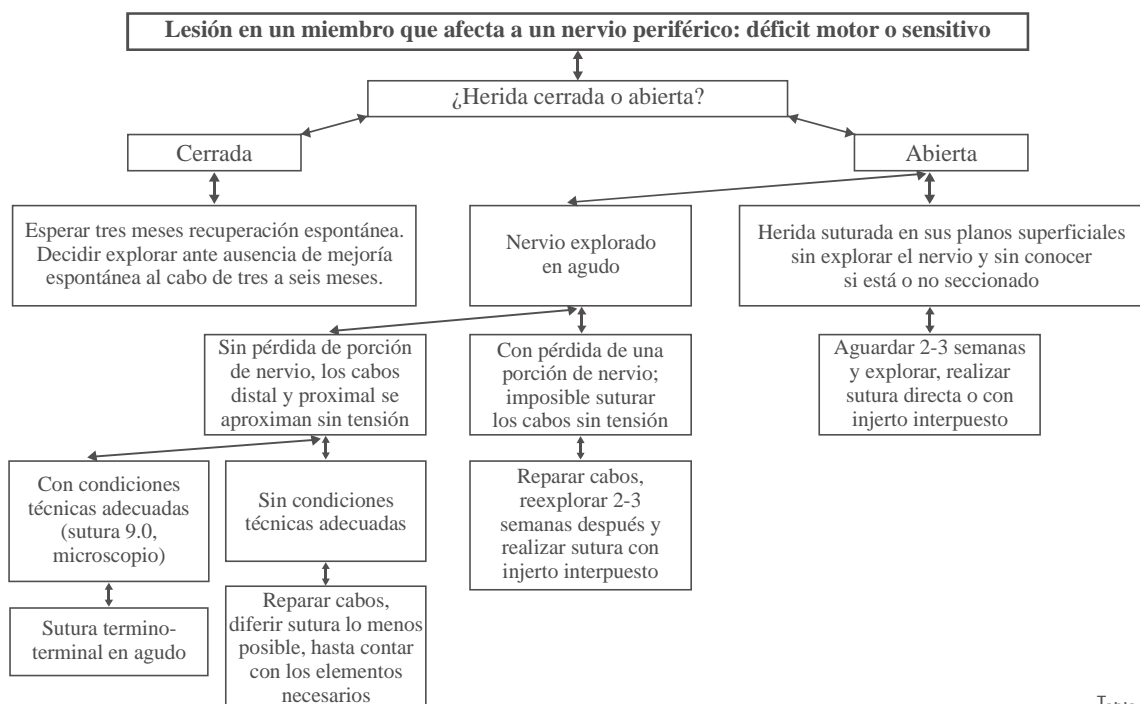 Lesión en un miembro que afecta a un nervio periférico: déficit motor o sensitivo
¿Herida cerrada o abierta?
Cerrada
Abierta
Esperar tres meses recuperación espontánea.
Decidir explorar ante ausencia de mejoría
espontánea al cabo de tres a seis meses.
Nervio explorado
en agudo
Herida suturada en sus planos superficiales
sin explorar el nervio y sin conocer
si está o no seccionado
Sin pérdida de porción
de nervio, los cabos
distal y proximal se
aproximan sin tensión
Con pérdida de una
porción de nervio;
imposible suturar
los cabos sin tensión
Aguardar 2-3 semanas
y explorar, realizar
sutura directa o con
injerto interpuesto
Con condiciones
técnicas adecuadas
(sutura 9.0,
microscopio)
Sin condiciones
técnicas adecuadas
Reparar cabos,
reexplorar 2-3
semanas después y
realizar sutura con
injerto interpuesto
Sutura termino-
terminal en agudo
Reparar cabos,
diferir sutura lo menos
posible, hasta contar
con los elementos
necesarios